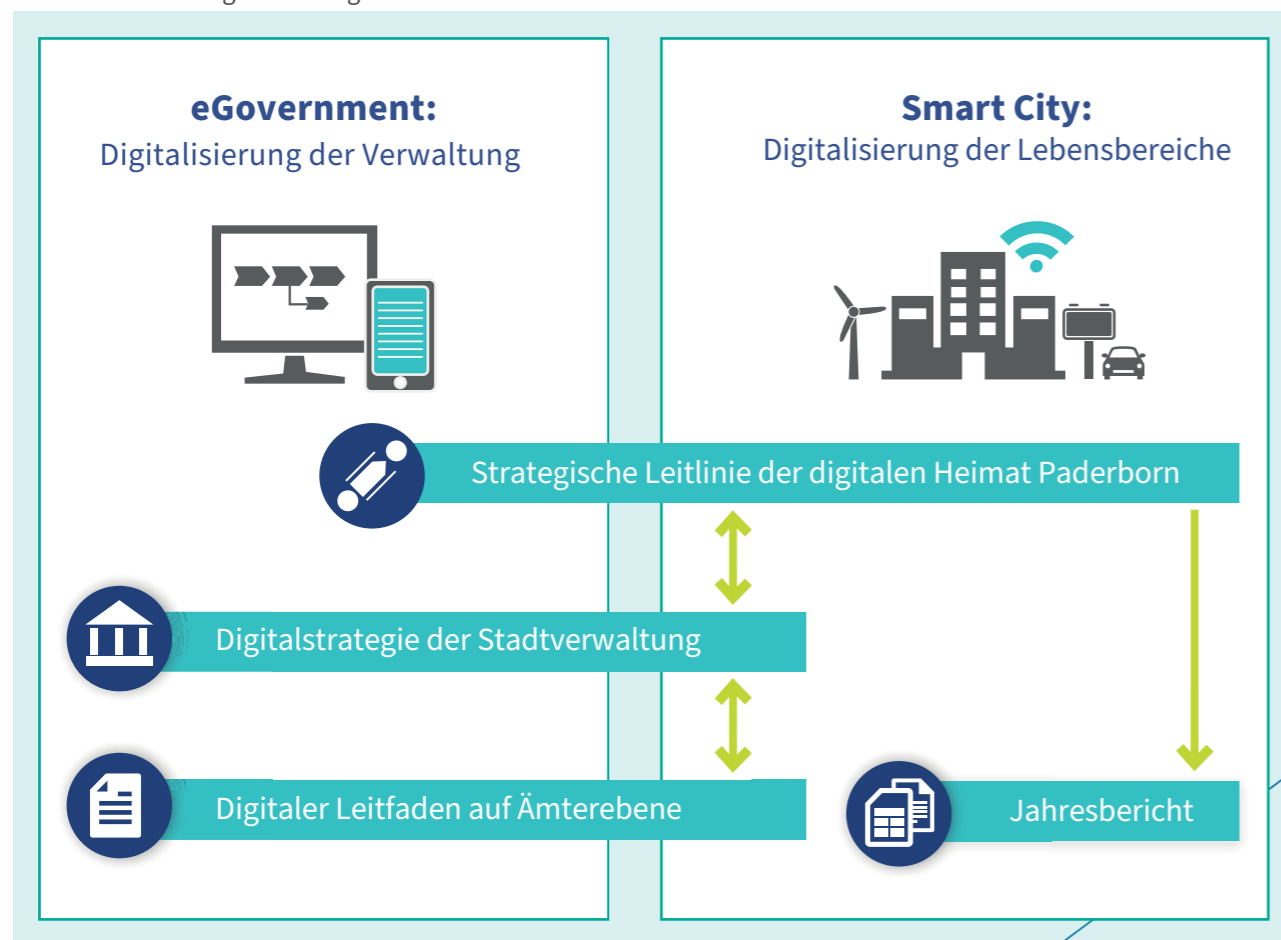 eGovernment:
Digitalisierung der Verwaltung
Smart City:
Digitalisierung der Lebensbereiche
Strategische Leitlinie der digitalen Heimat Paderborn
Digitalstrategie der Stadtverwaltung
Digitaler Leitfaden auf Ämterebene
Jahresbericht